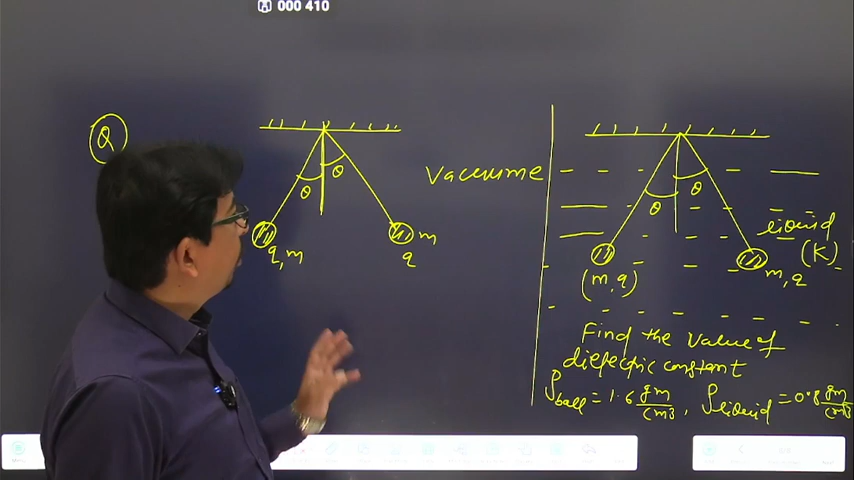 000 410
Q
θ θ
q, m
m
q
Vacuume
θ θ
liquid
(K)
(m, q)
m, q
Find the value of
dielectric constant
ρball = 1.6 gm/cm3, ρliquid = 0.8 gm/cm3